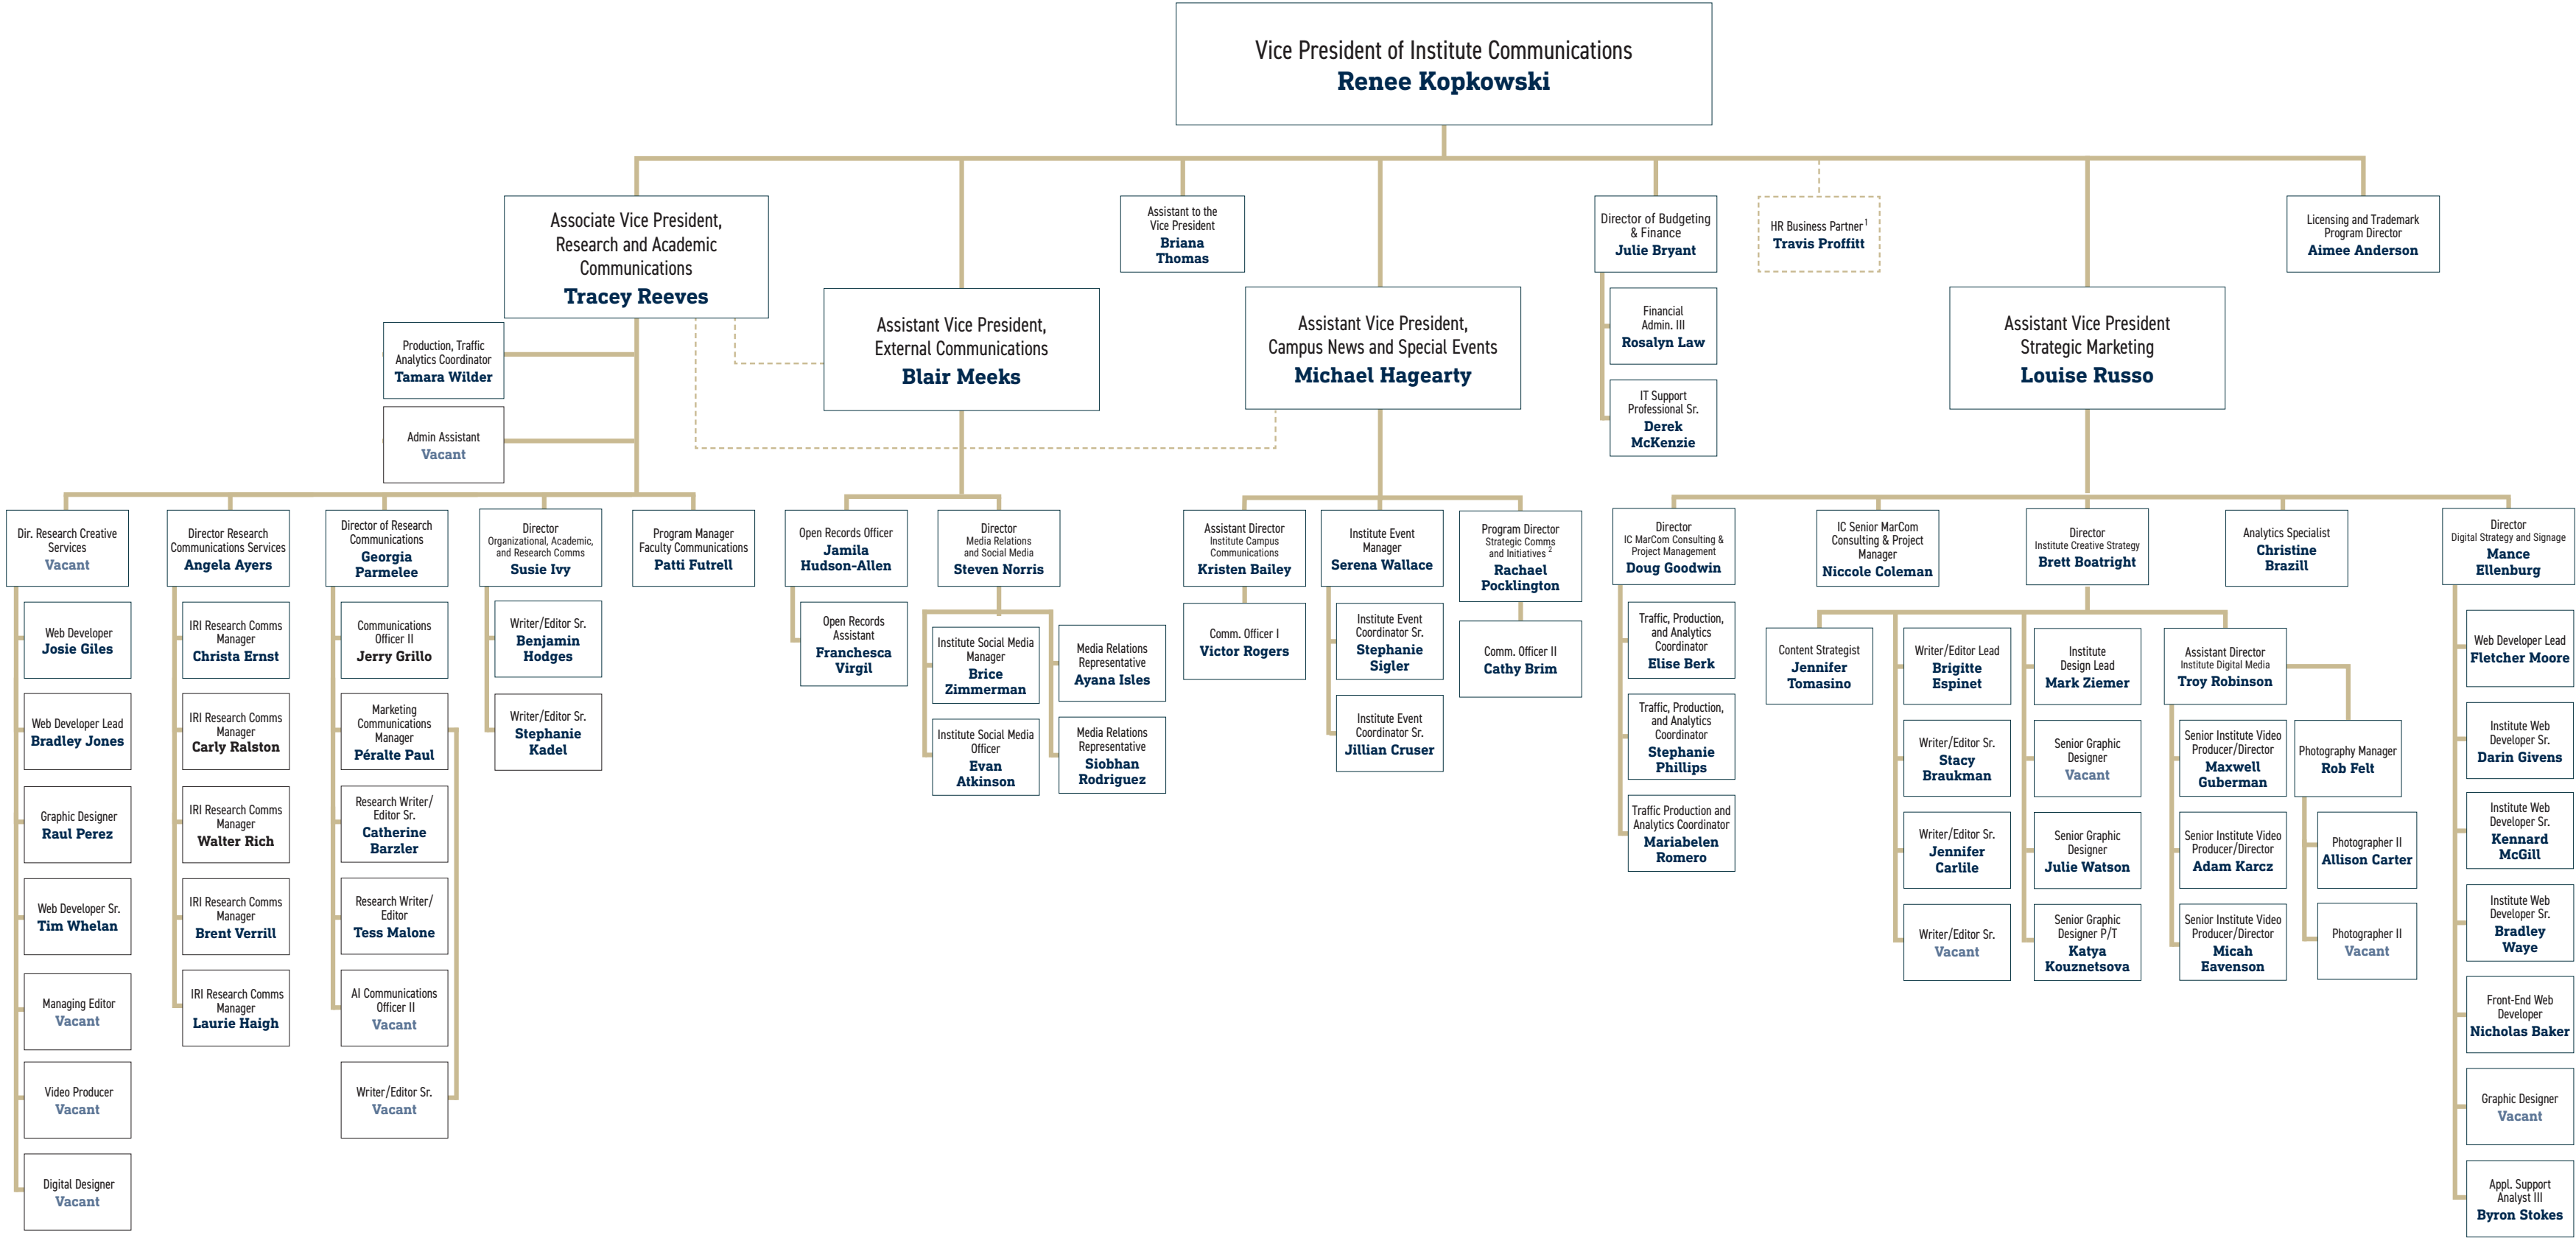 Vice President of Institute Communications
Renee Kopkowski
Associate Vice President,
Research and Academic
Communications
Tracey Reeves
Assistant to the
Vice President
Briana
Thomas
Director of Budgeting
& Finance
Julie Bryant
HR Business Partner¹
Travis Proffitt
Licensing and Trademark
Program Director
Aimee Anderson
Assistant Vice President,
External Communications
Blair Meeks
Assistant Vice President,
Campus News and Special Events
Michael Hagearty
Assistant Vice President
Strategic Marketing
Louise Russo
Financial
Admin. III
Rosalyn Law
IT Support
Professional Sr.
Derek
McKenzie
Production, Traffic
Analytics Coordinator
Tamara Wilder
Admin Assistant
Vacant
Dir. Research Creative
Services
Vacant
Web Developer
Josie Giles
Web Developer Lead
Bradley Jones
Graphic Designer
Raul Perez
Web Developer Sr.
Tim Whelan
Managing Editor
Vacant
Video Producer
Vacant
Digital Designer
Vacant
Director Research
Communications Services
Angela Ayers
IRI Research Comms
Manager
Christa Ernst
IRI Research Comms
Manager
Carly Ralston
IRI Research Comms
Manager
Walter Rich
IRI Research Comms
Manager
Brent Verrill
IRI Research Comms
Manager
Laurie Haigh
Director of Research
Communications
Georgia
Parmelee
Communications
Officer II
Jerry Grillo
Marketing
Communications
Manager
Péralte Paul
Research Writer/
Editor Sr.
Catherine
Barzler
Research Writer/
Editor
Tess Malone
AI Communications
Officer II
Vacant
Writer/Editor Sr.
Vacant
Director
Organizational, Academic,
and Research Comms
Susie Ivy
Writer/Editor Sr.
Benjamin
Hodges
Writer/Editor Sr.
Stephanie
Kadel
Program Manager
Faculty Communications
Patti Futrell
Open Records Officer
Jamila
Hudson-Allen
Open Records
Assistant
Franchesca
Virgil
Director
Media Relations
and Social Media
Steven Norris
Institute Social Media
Manager
Brice
Zimmerman
Institute Social Media
Officer
Evan
Atkinson
Media Relations
Representative
Ayana Isles
Media Relations
Representative
Siobhan
Rodriguez
Assistant Director
Institute Campus
Communications
Kristen Bailey
Comm. Officer I
Victor Rogers
Institute Event
Manager
Serena Wallace
Institute Event
Coordinator Sr.
Stephanie
Sigler
Institute Event
Coordinator Sr.
Jillian Cruser
Program Director
Strategic Comms
and Initiatives ²
Rachael
Pocklington
Comm. Officer II
Cathy Brim
Director
IC MarCom Consulting &
Project Management
Doug Goodwin
Traffic, Production,
and Analytics
Coordinator
Elise Berk
Traffic, Production,
and Analytics
Coordinator
Stephanie
Phillips
Traffic Production and
Analytics Coordinator
Mariabelen
Romero
IC Senior MarCom
Consulting & Project
Manager
Niccole Coleman
Director
Institute Creative Strategy
Brett Boatright
Content Strategist
Jennifer
Tomasino
Writer/Editor Lead
Brigitte
Espinet
Writer/Editor Sr.
Stacy
Braukman
Writer/Editor Sr.
Jennifer
Carlile
Writer/Editor Sr.
Vacant
Institute
Design Lead
Mark Ziemer
Senior Graphic
Designer
Vacant
Senior Graphic
Designer
Julie Watson
Senior Graphic
Designer P/T
Katya
Kouznetsova
Assistant Director
Institute Digital Media
Troy Robinson
Senior Institute Video
Producer/Director
Maxwell
Guberman
Senior Institute Video
Producer/Director
Adam Karcz
Senior Institute Video
Producer/Director
Micah
Eavenson
Photography Manager
Rob Felt
Photographer II
Allison Carter
Photographer II
Vacant
Analytics Specialist
Christine
Brazill
Director
Digital Strategy and Signage
Mance
Ellenburg
Web Developer Lead
Fletcher Moore
Institute Web
Developer Sr.
Darin Givens
Institute Web
Developer Sr.
Kennard
McGill
Institute Web
Developer Sr.
Bradley
Waye
Front-End Web
Developer
Nicholas Baker
Graphic Designer
Vacant
Appl. Support
Analyst III
Byron Stokes